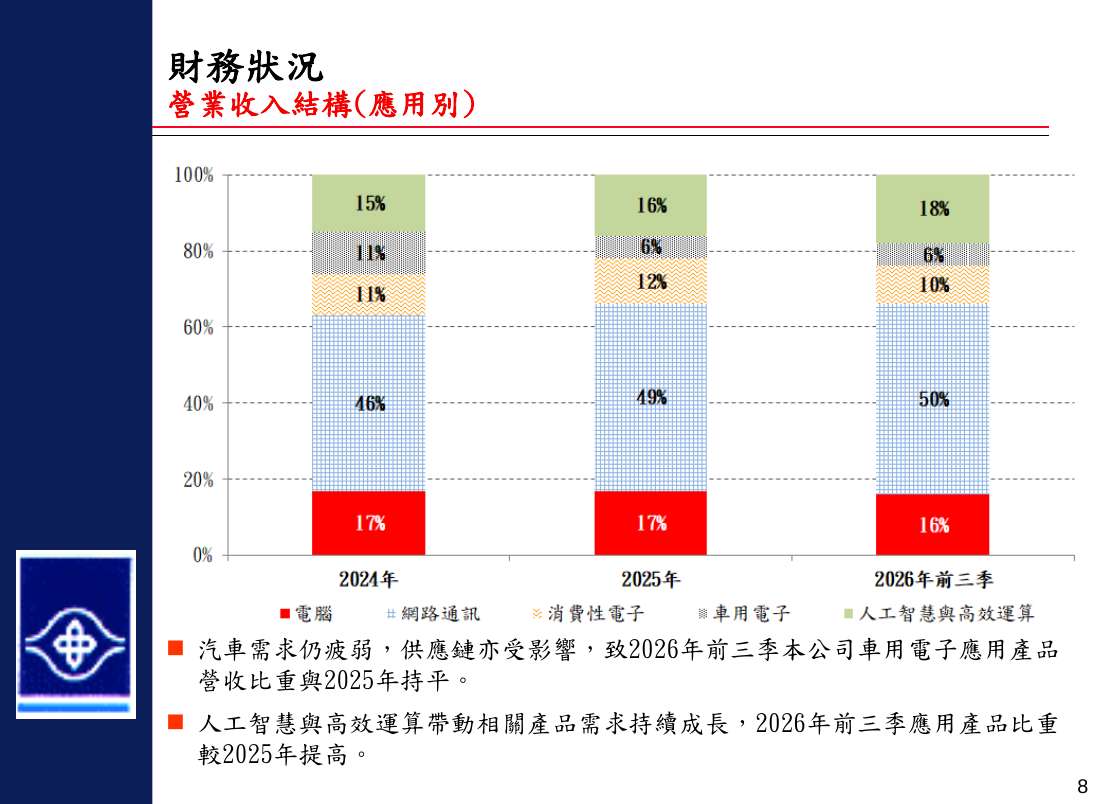 財務狀況
營業收入結構(應用別)
100%
80%
60%
40%
20%
0%
15%
11%
11%
46%
17%
16%
6%
12%
49%
17%
18%
6%
10%
50%
16%
2024年
2025年
2026年前三季
電腦 網路通訊 消費性電子 車用電子 人工智慧與高效運算
汽車需求仍疲弱，供應鏈亦受影響，致2026年前三季本公司車用電子應用產品
營收比重與2025年持平。
人工智慧與高效運算帶動相關產品需求持續成長，2026年前三季應用產品比重
較2025年提高。
8